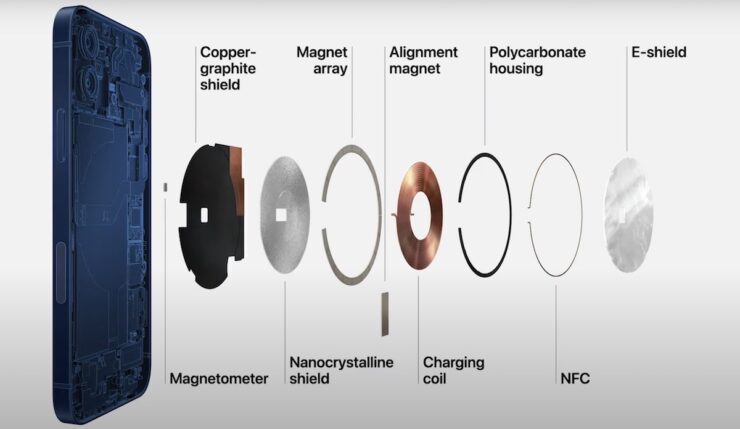 Copper-
graphite
shield
Magnet
array
Alignment
magnet
Polycarbonate
housing
E-shield
Magnetometer
Nanocrystalline
shield
Charging
coil
NFC